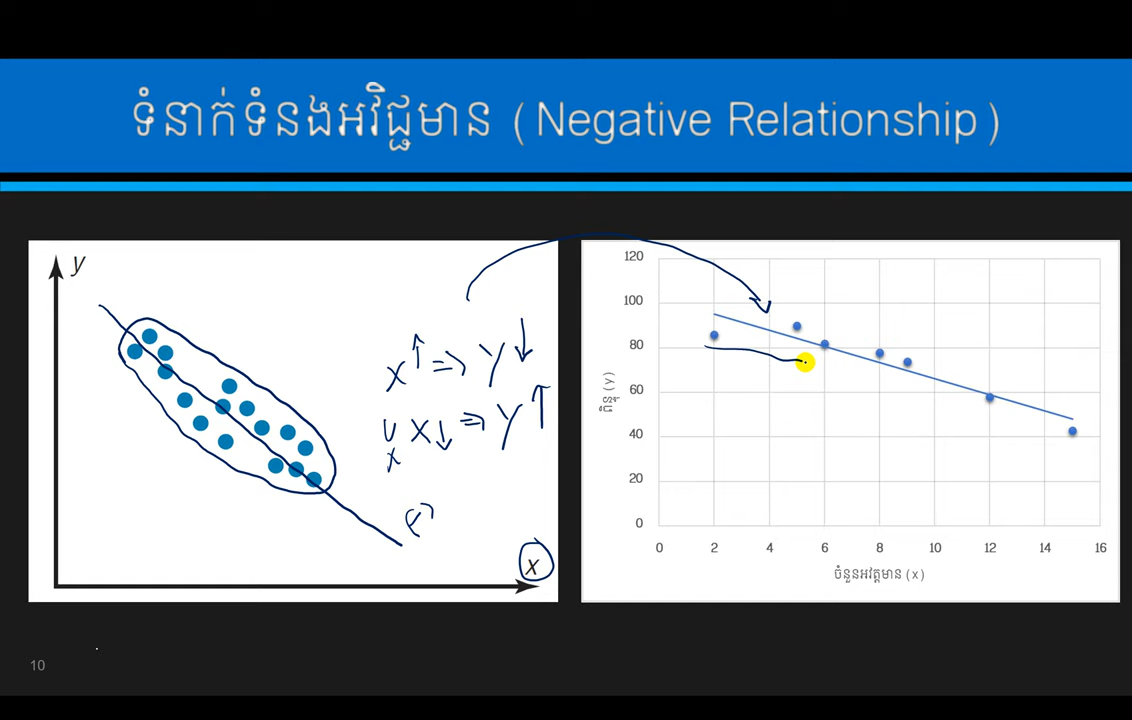 ទំនាក់ទំនងអវិជ្ជមាន ( Negative Relationship )
y
x↑ => y↓
x↓ => y↑
x
120
100
80
60
40
20
0
0 2 4 6 8 10 12 14 16
ពិន្ទុ (y)
ចំនួនអវត្តមាន (x)
10